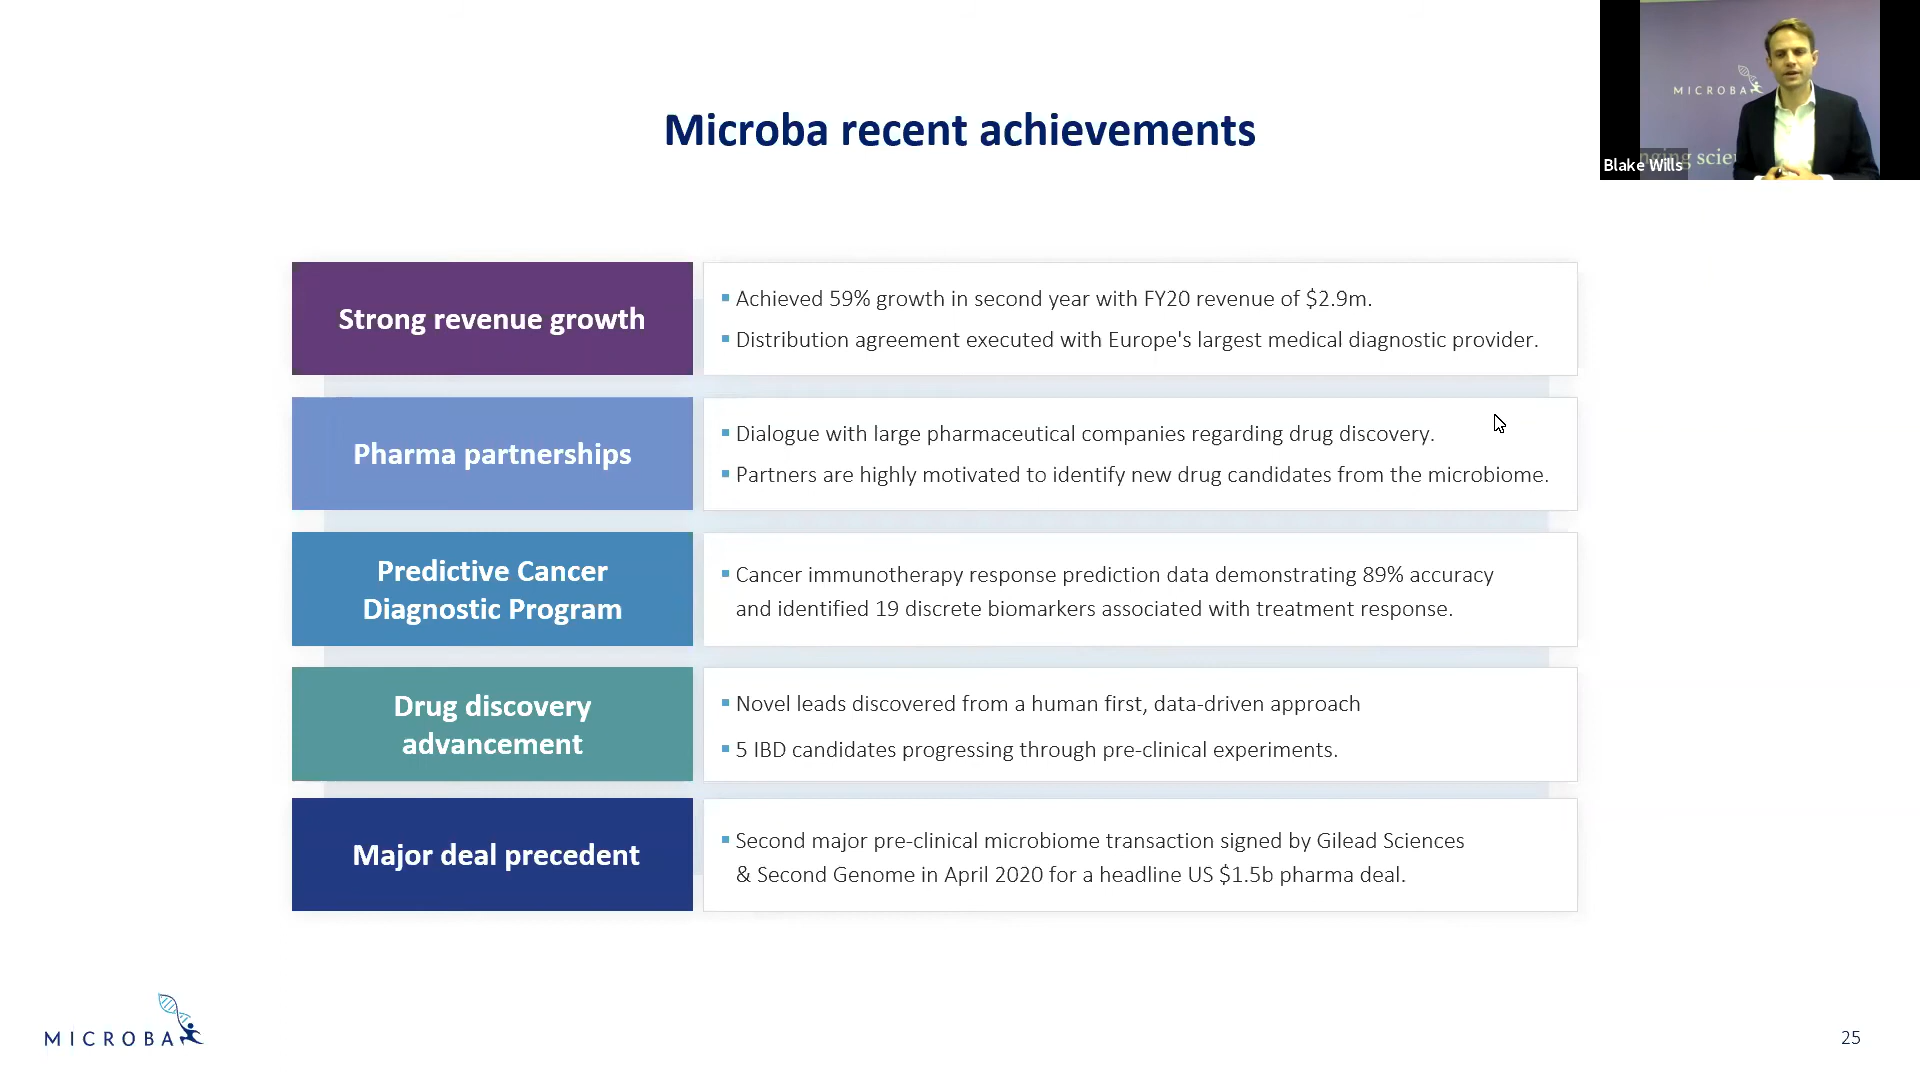 Microba recent achievements
MICROBA
nging scie
Blake Wills
Strong revenue growth
Achieved 59% growth in second year with FY20 revenue of $2.9m.
Distribution agreement executed with Europe's largest medical diagnostic provider.
Pharma partnerships
Dialogue with large pharmaceutical companies regarding drug discovery.
Partners are highly motivated to identify new drug candidates from the microbiome.
Predictive Cancer
Diagnostic Program
Cancer immunotherapy response prediction data demonstrating 89% accuracy
and identified 19 discrete biomarkers associated with treatment response.
Drug discovery
advancement
Novel leads discovered from a human first, data-driven approach
5 IBD candidates progressing through pre-clinical experiments.
Major deal precedent
Second major pre-clinical microbiome transaction signed by Gilead Sciences
& Second Genome in April 2020 for a headline US $1.5b pharma deal.
MICROBA
25